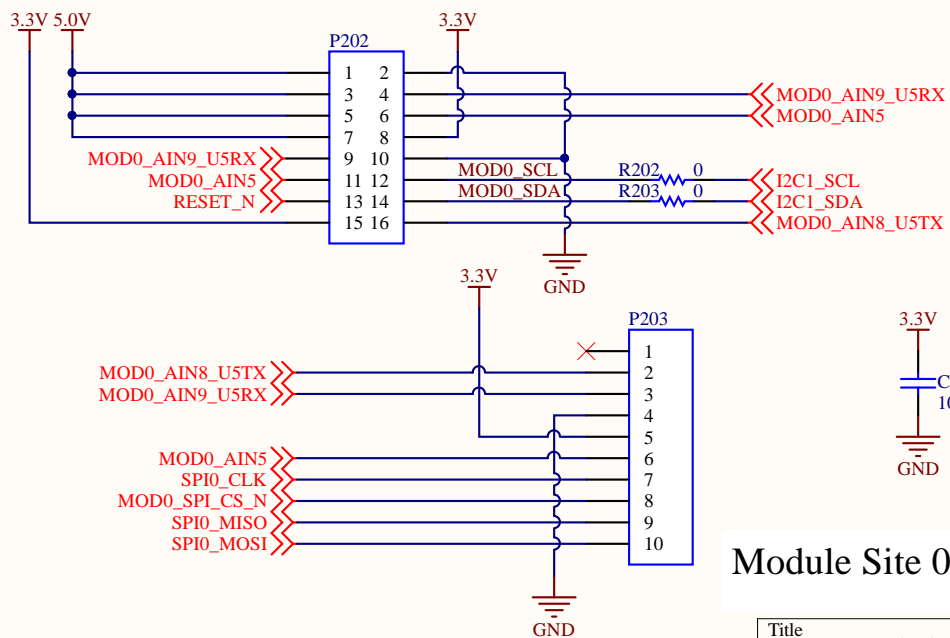 3.3V 5.0V 3.3V
P202
1 2
3 4 MOD0_AIN9_U5RX
5 6 MOD0_AIN5
7 8
MOD0_AIN9_U5RX 9 10
MOD0_AIN5 11 12 MOD0_SCL R202 0 I2C1_SCL
RESET_N 13 14 MOD0_SDA R203 0 I2C1_SDA
15 16 MOD0_AIN8_U5TX
GND
3.3V
P203
3.3V
1
MOD0_AIN8_U5TX 2
MOD0_AIN9_U5RX 3
4
5
MOD0_AIN5 6
SPI0_CLK 7
MOD0_SPI_CS_N 8
SPI0_MISO 9
SPI0_MOSI 10
C
GND
GND
Module Site 0
Title